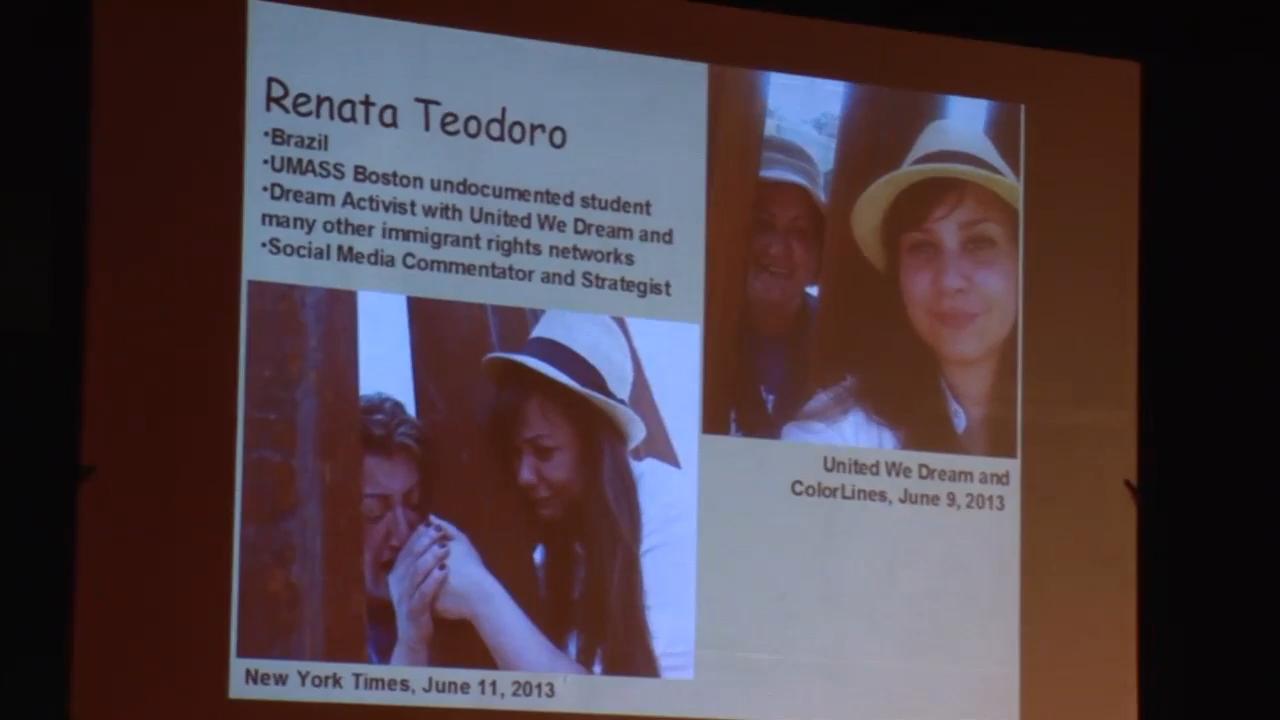 Renata Teodoro
•Brazil
•UMASS Boston undocumented student
•Dream Activist with United We Dream and
many other immigrant rights networks
•Social Media Commentator and Strategist
United We Dream and
ColorLines, June 9, 2013
New York Times, June 11, 2013